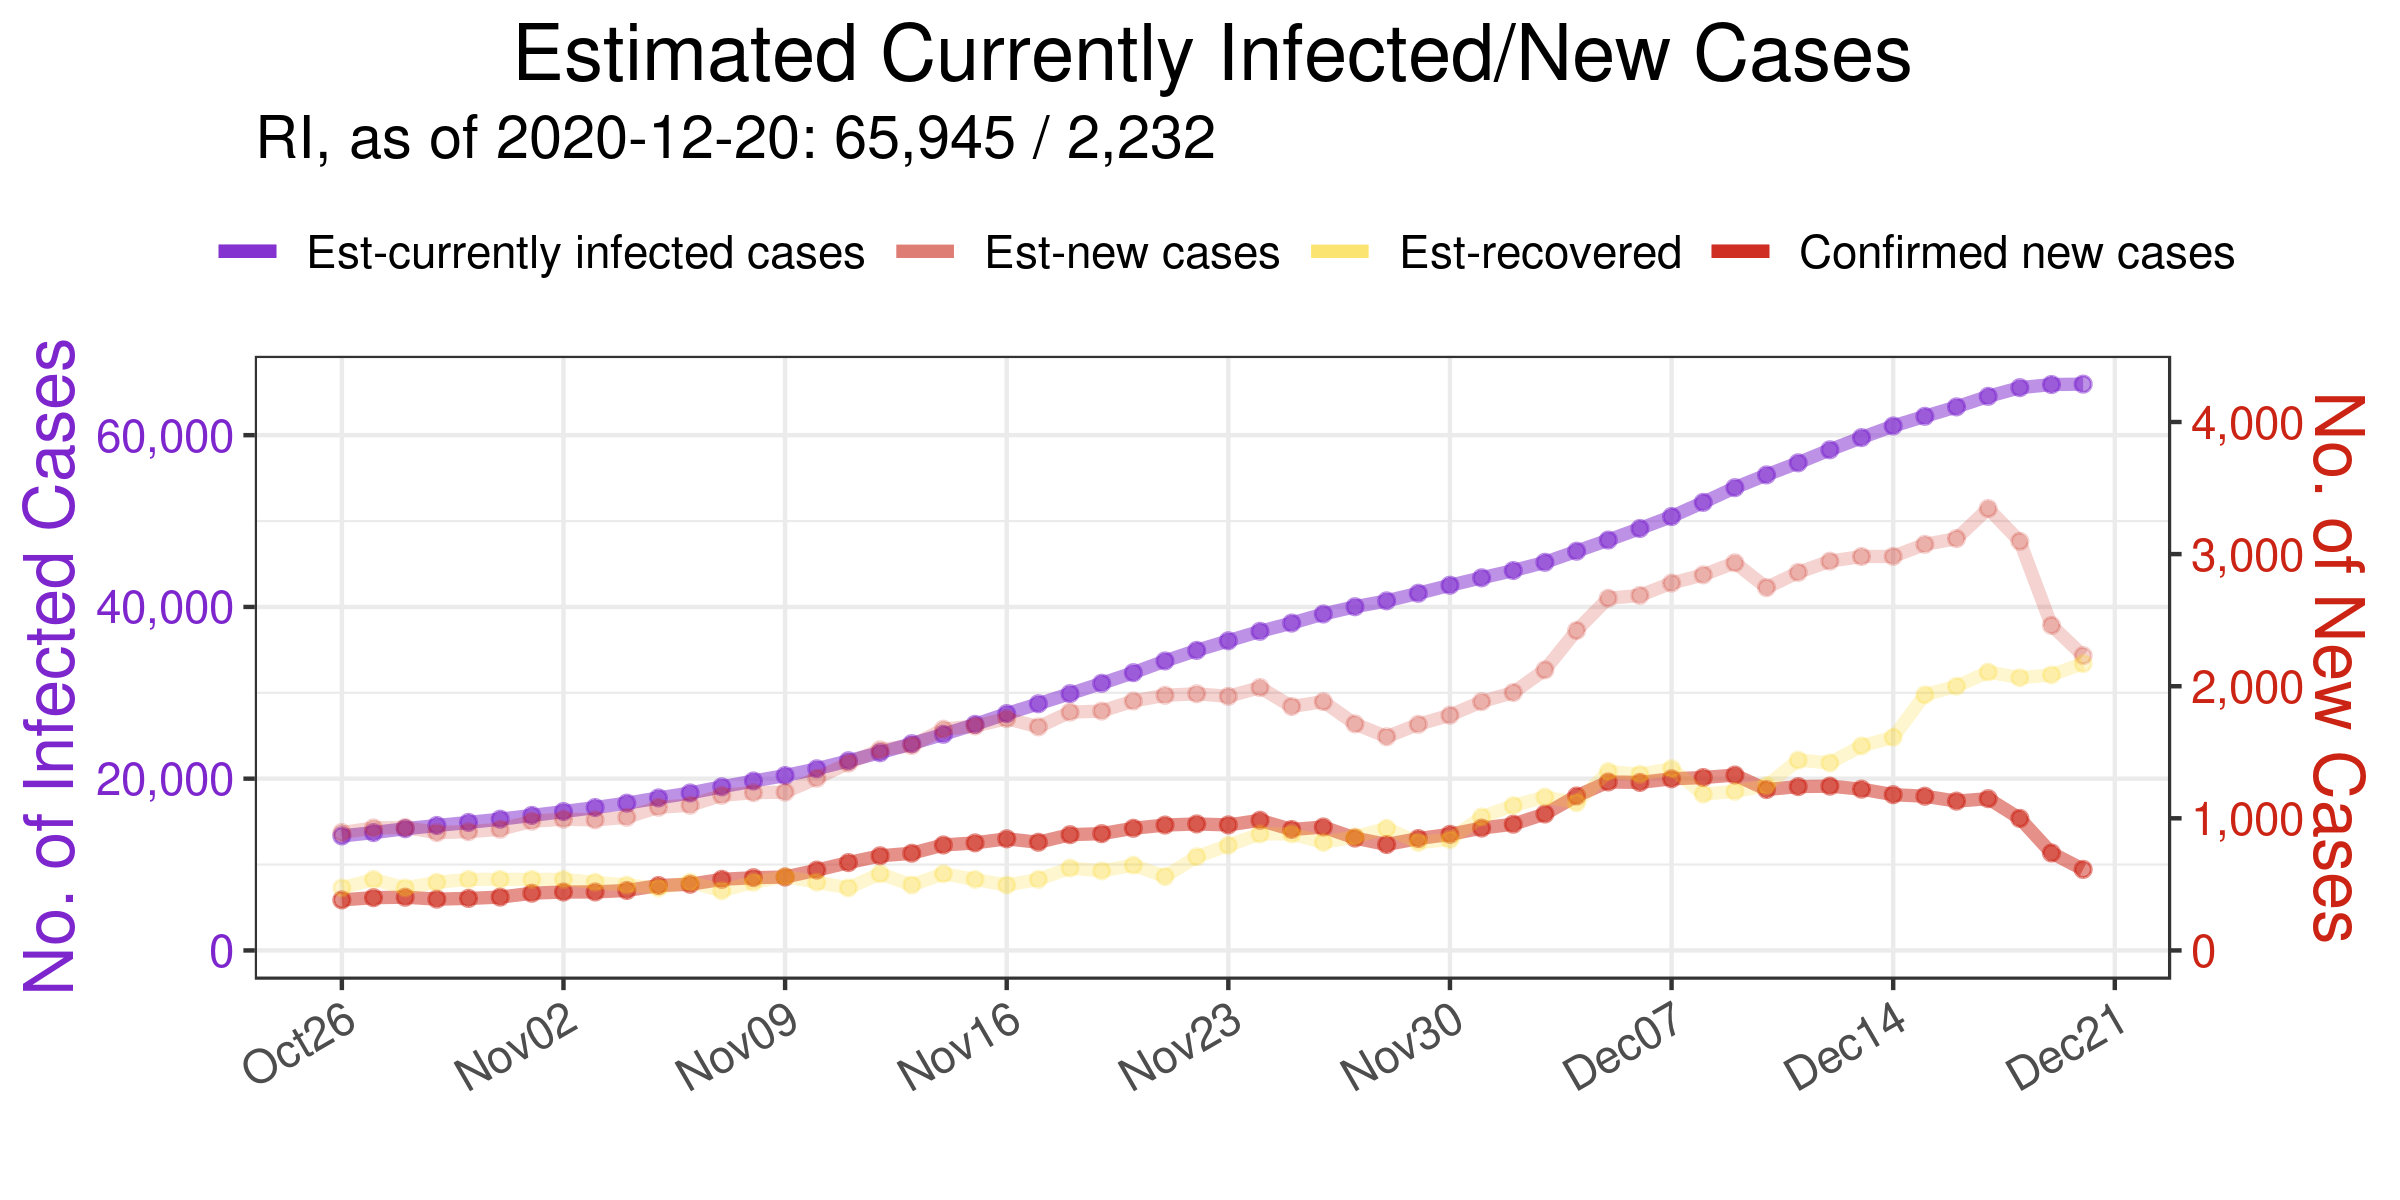 Estimated Currently Infected/New Cases
RI, as of 2020-12-20: 65,945 / 2,232
Est-currently infected cases Est-new cases Est-recovered Confirmed new cases
No. of Infected Cases
60,000
40,000
20,000
0
4,000
3,000
2,000
1,000
0
No. of New Cases
Oct26 Nov02 Nov09 Nov16 Nov23 Nov30 Dec07 Dec14 Dec21